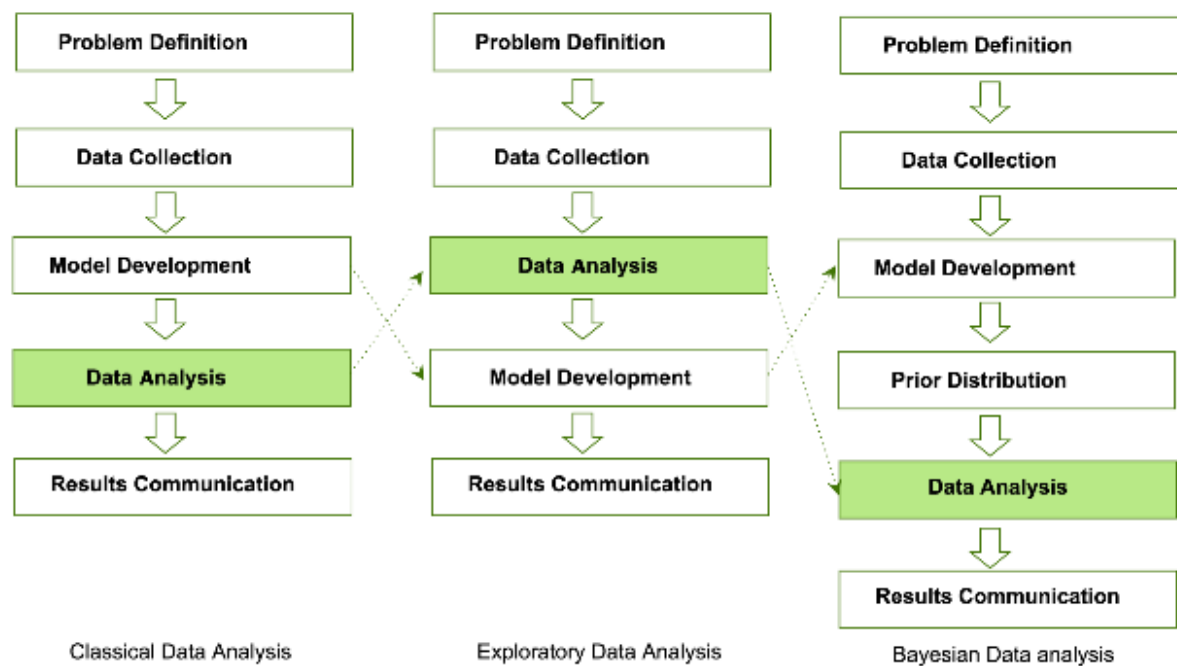 Problem Definition
Data Collection
Model Development
Data Analysis
Results Communication
Classical Data Analysis
Problem Definition
Data Collection
Data Analysis
Model Development
Results Communication
Exploratory Data Analysis
Problem Definition
Data Collection
Model Development
Prior Distribution
Data Analysis
Results Communication
Bayesian Data analysis